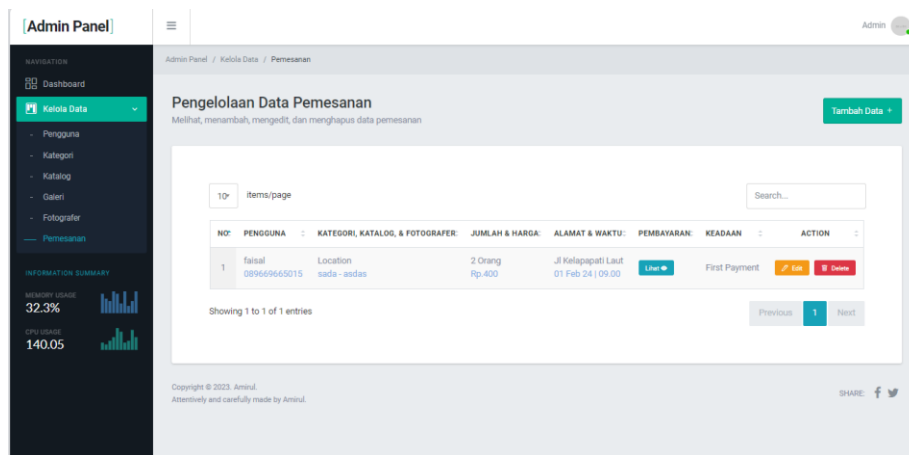 [Admin Panel]
Admin
NAVIGATION
Dashboard
Kelola Data
- Pengguna
- Kategori
- Katalog
- Galeri
- Fotografer
Pemesanan
INFORMATION SUMMARY
MEMORY USAGE
32.3%
CPU USAGE
140.05
Admin Panel / Kelola Data / Pemesanan
Pengelolaan Data Pemesanan
Melihat, menambah, mengedit, dan menghapus data pemesanan
Tambah Data +
10 items/page
Search...
NO PENGGUNA KATEGORI, KATALOG, & FOTOGRAFER JUMLAH & HARGA ALAMAT & WAKTU PEMBAYARAN KEADAAN ACTION
1 faisal Location 2 Orang Jl Kelapapati Laut Lihat First Payment Edit Delete
089669665015 sada - asdas Rp.400 01 Feb 24 | 09.00
Showing 1 to 1 of 1 entries
Previous 1 Next
Copyright © 2023. Amirul.
Attentively and carefully made by Amirul.
SHARE: